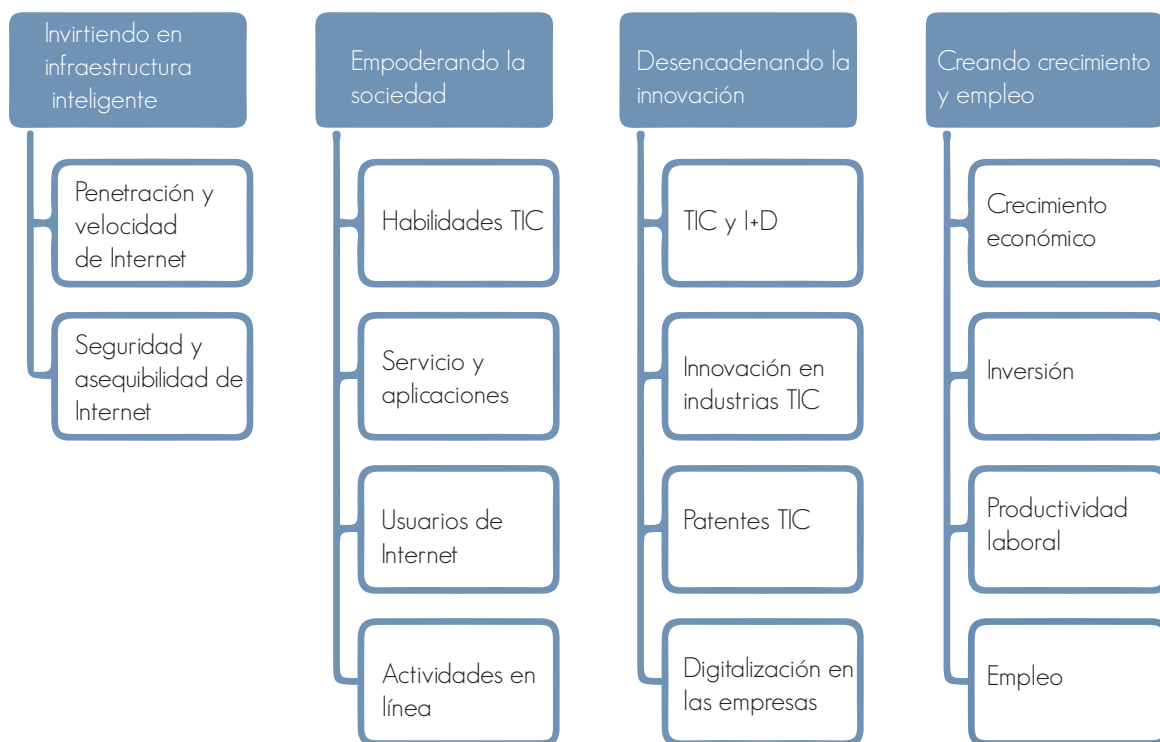 Invirtiendo en
infraestructura
inteligente
Penetración y
velocidad
de Internet
Seguridad y
asequibilidad de
Internet
Empoderando la
sociedad
Habilidades TIC
Servicio y
aplicaciones
Usuarios de
Internet
Actividades en
línea
Desencadenando la
innovación
TIC y I+D
Innovación en
industrias TIC
Patentes TIC
Digitalización en
las empresas
Creando crecimiento
y empleo
Crecimiento
económico
Inversión
Productividad
laboral
Empleo